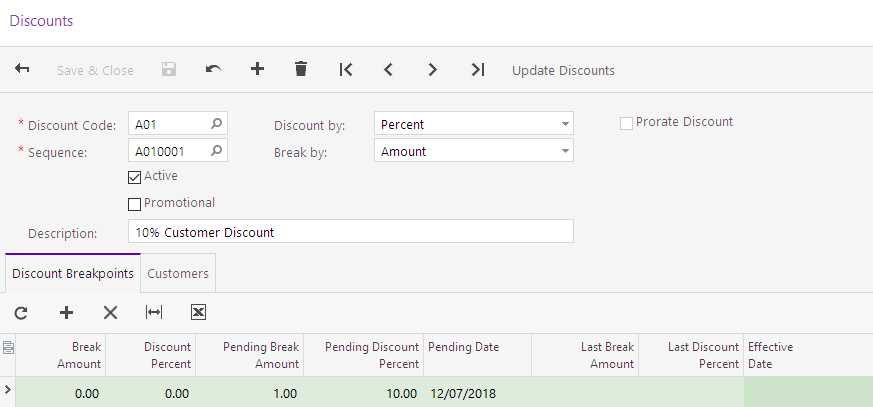 Discounts
Save & Close Update Discounts
* Discount Code: A01 Discount by: Percent Prorate Discount
* Sequence: A010001 Break by: Amount
Active
Promotional
Description: 10% Customer Discount
Discount Breakpoints Customers
Break Discount Pending Break Pending Discount Pending Date Last Break Last Discount Effective
Amount Percent Amount Percent Amount Percent Date
0.00 0.00 1.00 10.00 12/07/2018